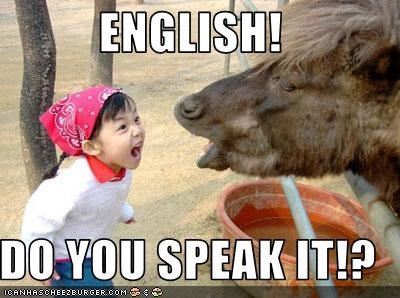 ENGLISH!
DO YOU SPEAK IT!?
ICANHASCHEEZBURGER.COM